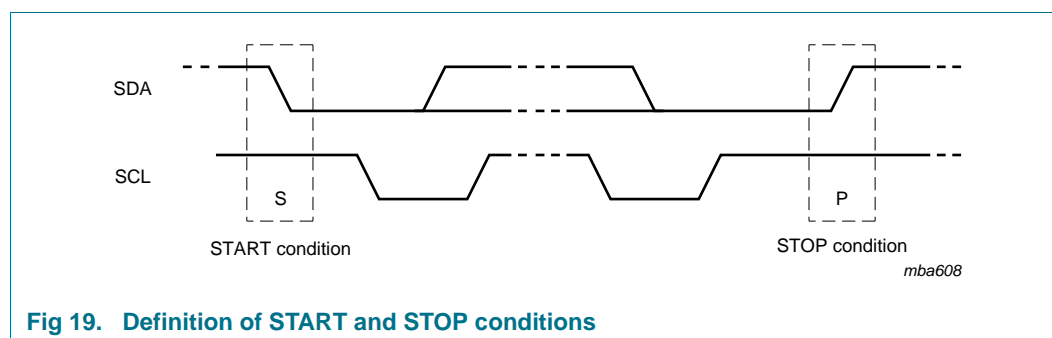 SDA
SCL
S
P
START condition
STOP condition
mba608
Fig 19. Definition of START and STOP conditions